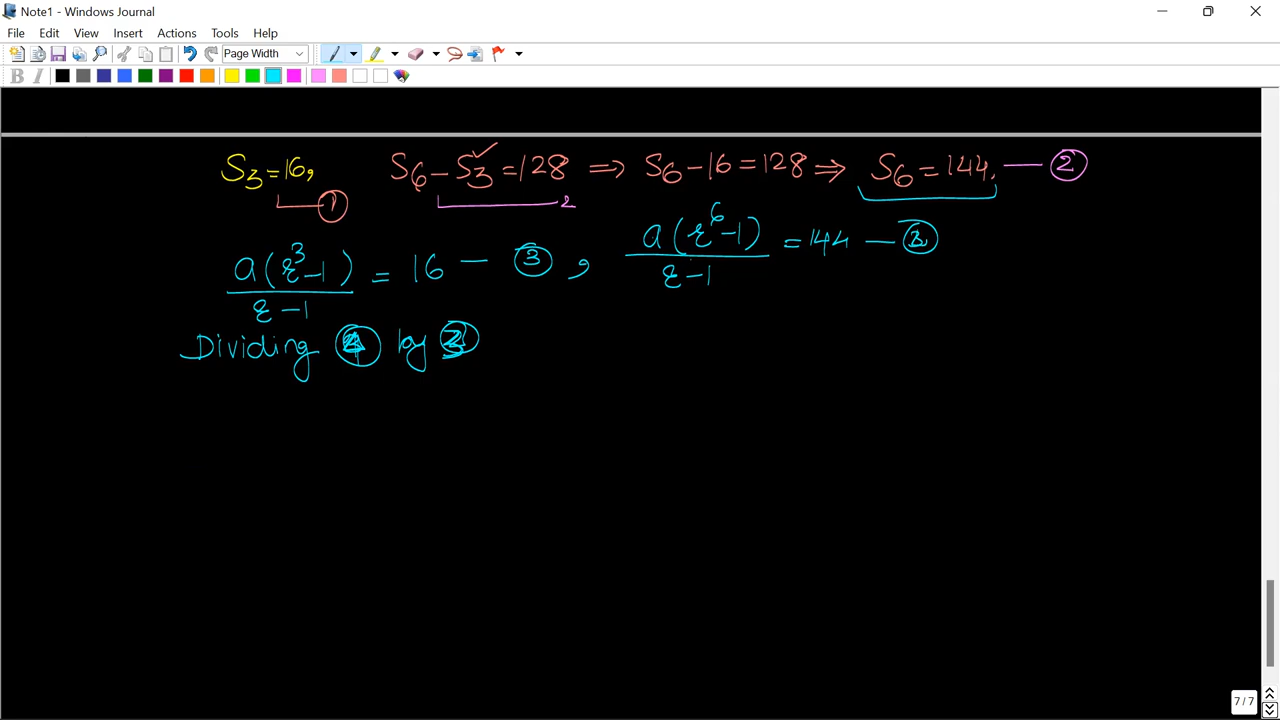 Note1 - Windows Journal
File Edit View Insert Actions Tools Help
Page Width
B I
S₃ = 16, S₆ - S₃ ✓ = 128 ⇒ S₆ - 16 = 128 ⇒ S₆ = 144. — ②
① 2
a(r³-1)/(r-1) = 16 — ③, a(r⁶-1)/(r-1) = 144 —
Dividing ④ by ③
7 / 7